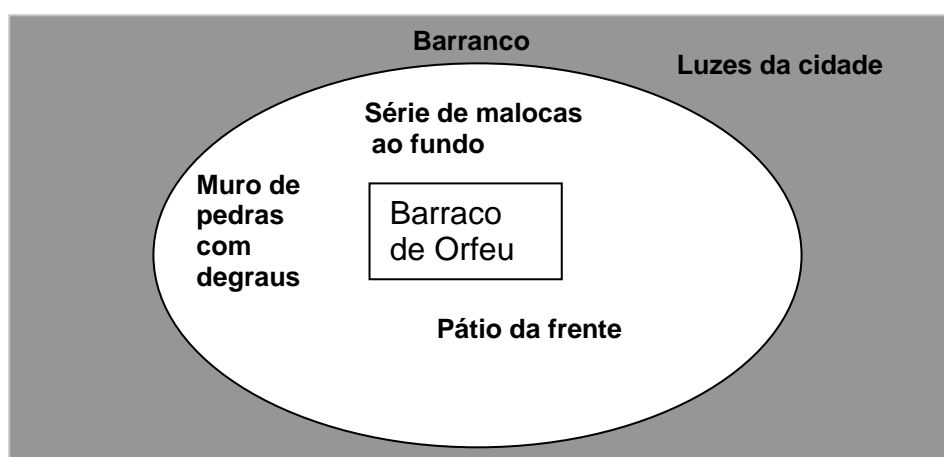 Barranco
Luzes da cidade
Série de malocas
ao fundo
Muro de
pedras
com
degraus
Barraco
de Orfeu
Pátio da frente